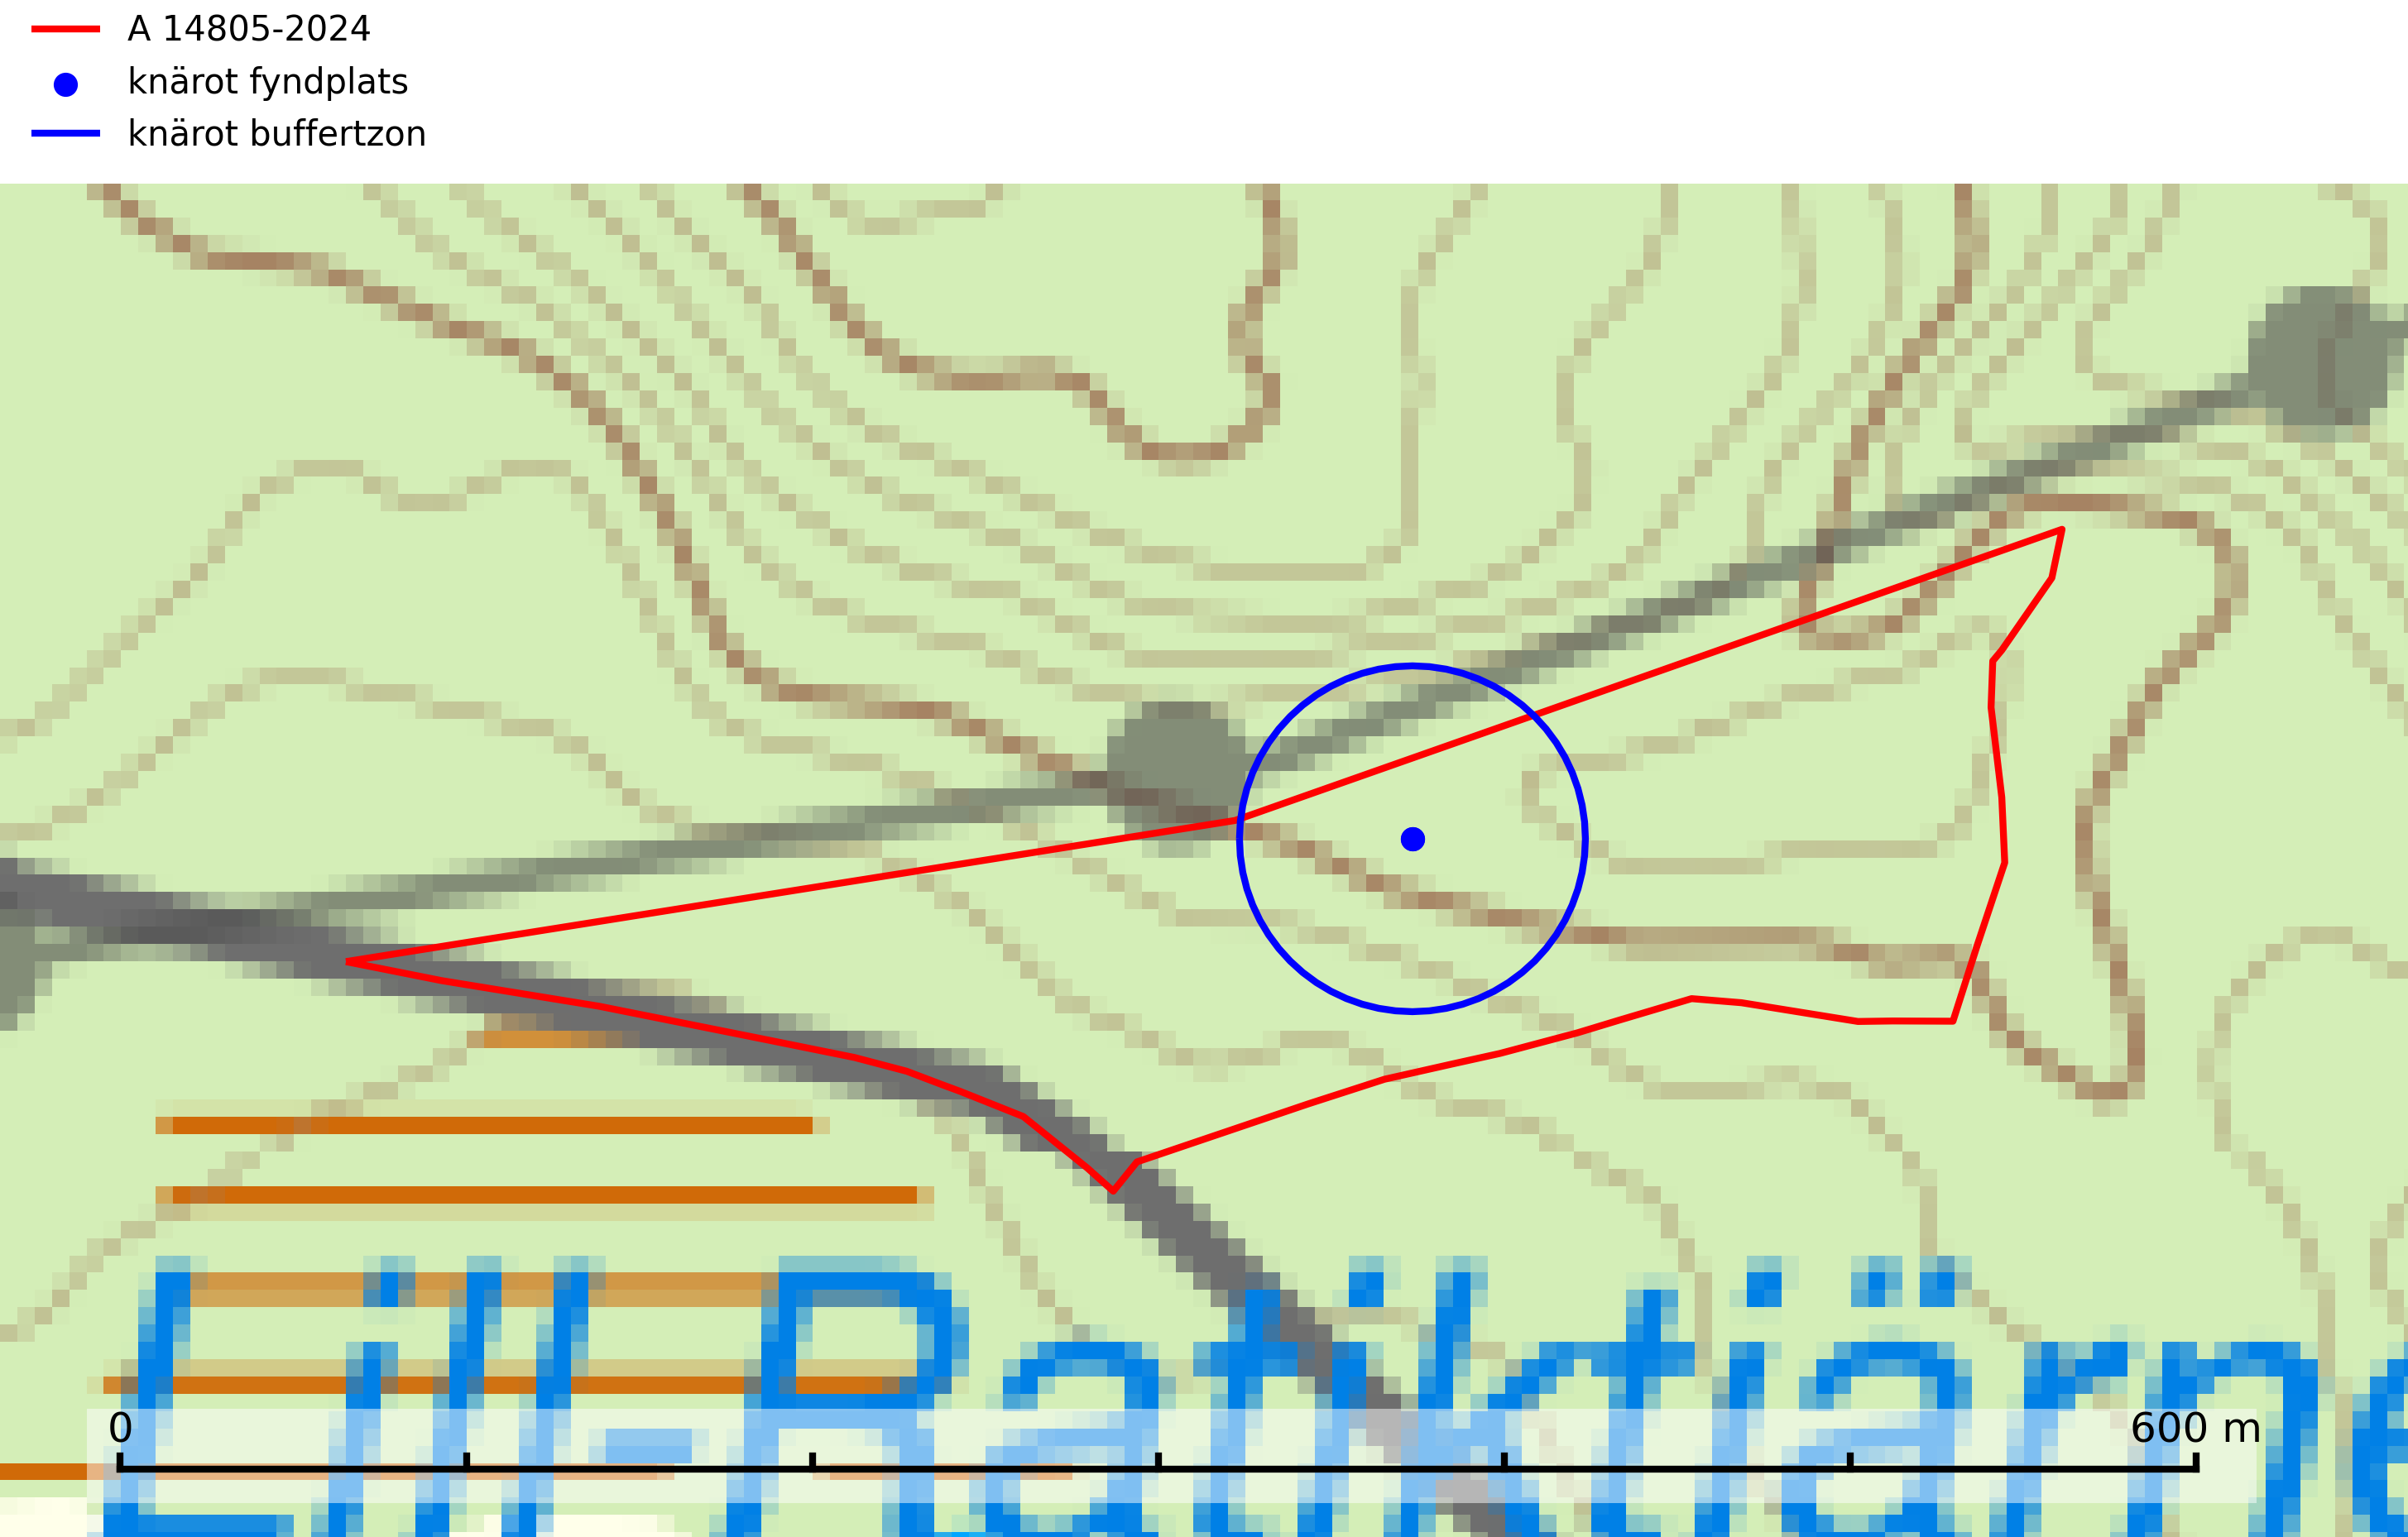 A 14805-2024
knärot fyndplats
knärot buffertzon
0
600 m